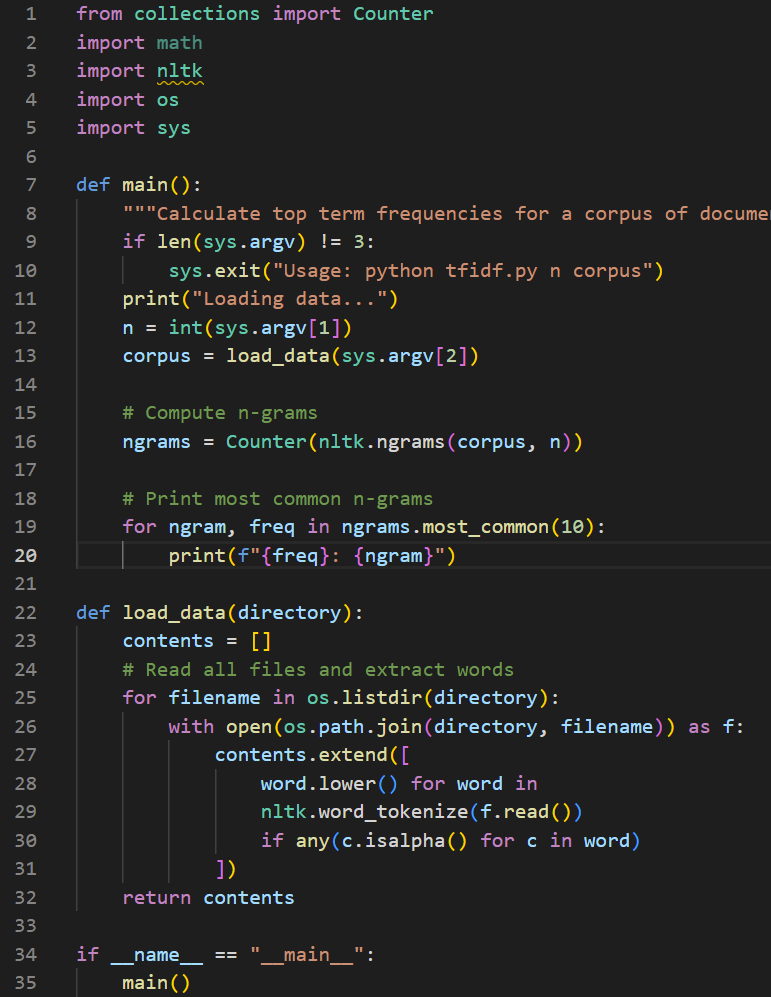 1 from collections import Counter
2 import math
3 import nltk
4 import os
5 import sys
6
7 def main():
8     """Calculate top term frequencies for a corpus of
9     if len(sys.argv) != 3:
10         sys.exit("Usage: python tfidf.py n corpus")
11     print("Loading data...")
12     n = int(sys.argv[1])
13     corpus = load_data(sys.argv[2])
14
15     # Compute n-grams
16     ngrams = Counter(nltk.ngrams(corpus, n))
17
18     # Print most common n-grams
19     for ngram, freq in ngrams.most_common(10):
20         print(f"{freq}: {ngram}")
21
22 def load_data(directory):
23     contents = []
24     # Read all files and extract words
25     for filename in os.listdir(directory):
26         with open(os.path.join(directory, filename)) as f:
27             contents.extend([
28                 word.lower() for word in
29                 nltk.word_tokenize(f.read())
30                 if any(c.isalpha() for c in word)
31             ])
32     return contents
33
34 if __name__ == "__main__":
35     main()